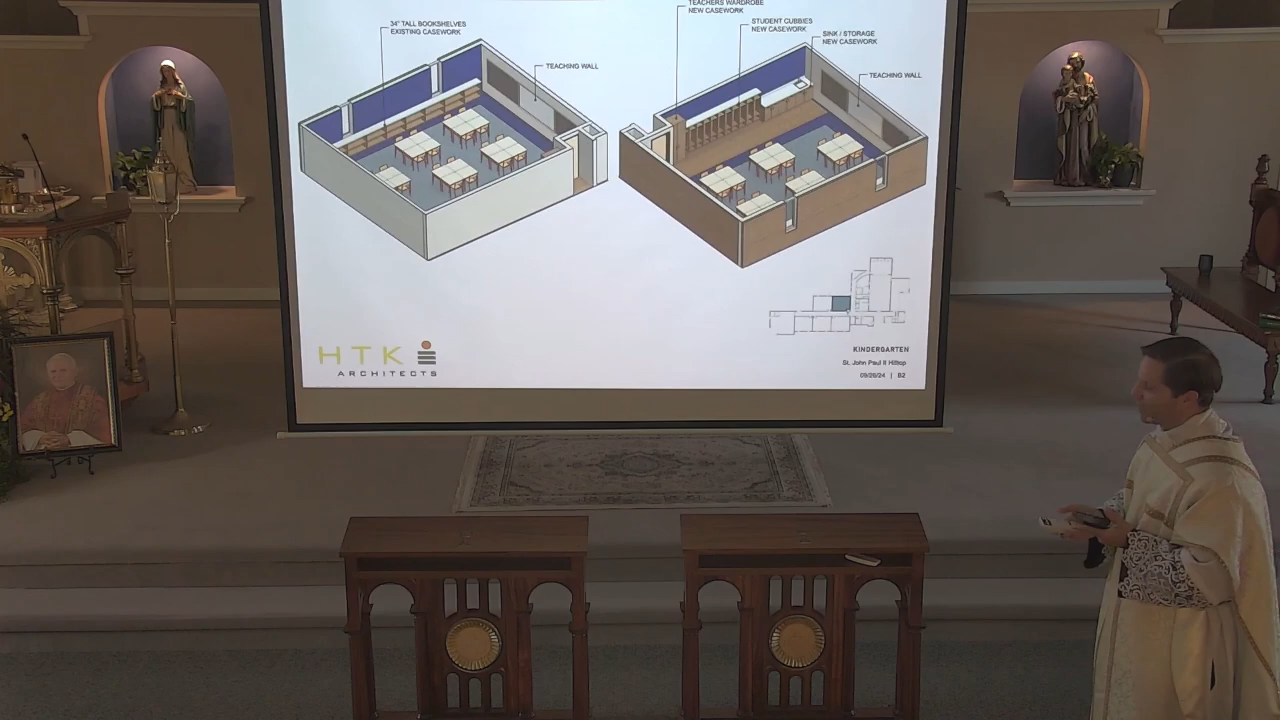 TEACHERS WARDROBE
NEW CASEWORK
34" TALL BOOKSHELVES
EXISTING CASEWORK
STUDENT CUBBIES
NEW CASEWORK
SINK / STORAGE
NEW CASEWORK
TEACHING WALL
TEACHING WALL
HTK
ARCHITECTS
KINDERGARTEN
St. John Paul II Hilltop
09/20/24 | B2